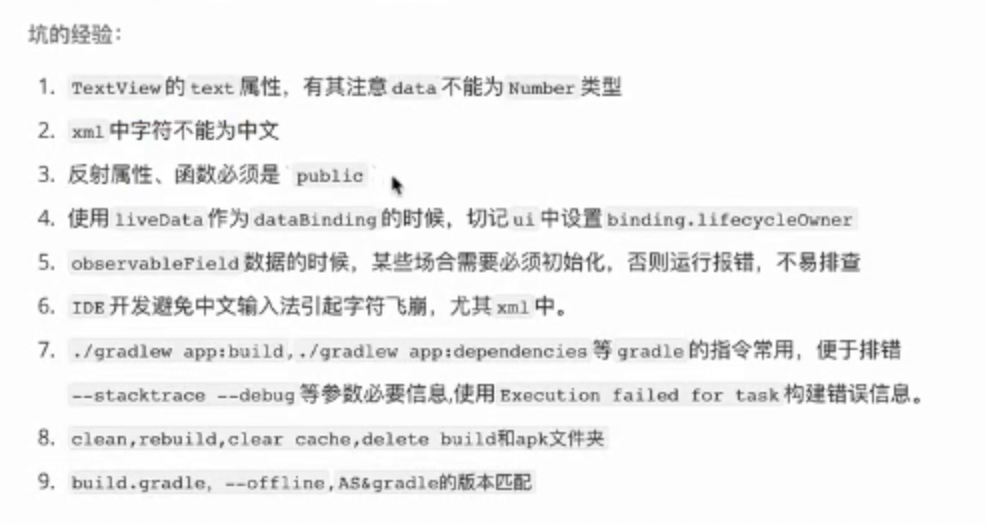 坑的经验：
1. TextView的text属性，有其注意data不能为Number类型
2. xml中字符不能为中文
3. 反射属性、函数必须是`public`
4. 使用liveData作为dataBinding的时候，切记ui中设置binding.lifecycleOwner
5. observableField数据的时候，某些场合需要必须初始化，否则运行报错，不易排查
6. IDE开发避免中文输入法引起字符飞崩，尤其xml中。
7. ./gradlew app:build,./gradlew app:dependencies等gradle的指令常用，便于排错
--stacktrace --debug等参数必要信息,使用Execution failed for task构建错误信息。
8. clean,rebuild,clear cache,delete build和apk文件夹
9. build.gradle, --offline,AS&gradle的版本匹配